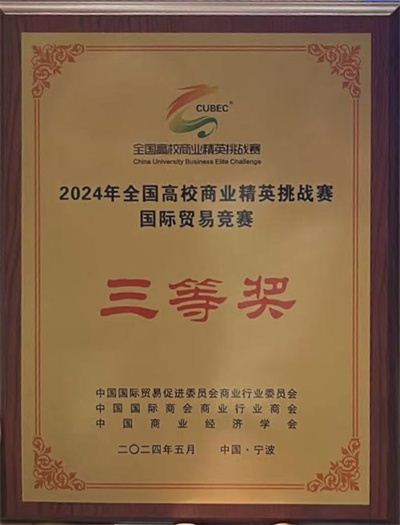 CUBEC®
全国高校商业精英挑战赛
China University Business Elite Challenge
2024年全国高校商业精英挑战赛
国际贸易竞赛
三等奖
中国国际贸易促进委员会商业行业委员会
中国国际商会商业行业商会
中国商业经济学会
二〇二四年五月 中国·宁波